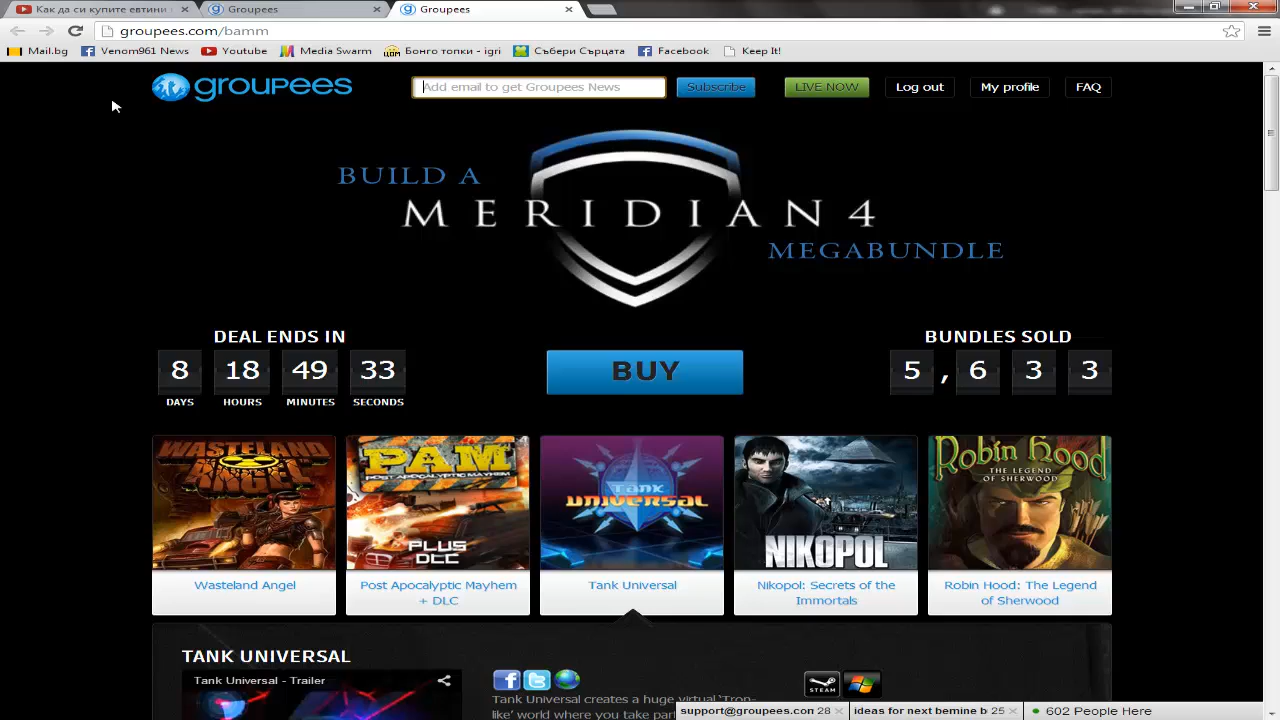 Как да си купите евтини
Groupees
Groupees
groupees.com/bamm
Mail.bg
Venom961 News
Youtube
Media Swarm
Бонго топки - igri
Събери Сърцата
Facebook
Keep It!
groupees
Add email to get Groupees News
Subscribe
LIVE NOW
Log out
My profile
FAQ
BUILD A
MERIDIAN4
MEGABUNDLE
DEAL ENDS IN
8 18 49 33
DAYS HOURS MINUTES SECONDS
BUY
BUNDLES SOLD
5,633
WASTELAND
ANGEL
Wasteland Angel
PAM
POST APOCALYPTIC MAYHEM
PLUS
DLC
Post Apocalyptic Mayhem
+ DLC
TANK
UNIVERSAL
Tank Universal
NIKOPOL
Nikopol: Secrets of the
Immortals
Robin Hood
THE LEGEND
OF SHERWOOD
Robin Hood: The Legend
of Sherwood
TANK UNIVERSAL
Tank Universal - Trailer
STEAM
Tank Universal creates a huge virtual `Tron-
like' world where you take part
support@groupees.com 28
ideas for next bemine b 25
602 People Here